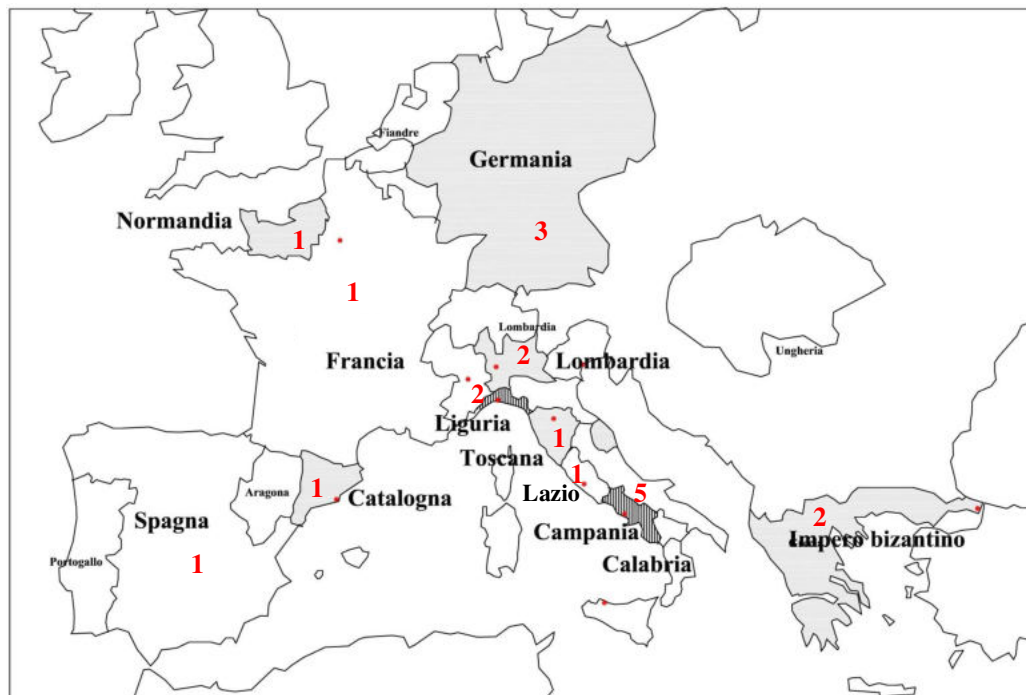 Fiandre
Germania
Normandia
1
3
1
Lombardia
Francia
2
Lombardia
Ungheria
2
Liguria
Toscana
1
Aragona
1
Catalogna
1
Lazio
5
Spagna
2
Campania
Impero bizantino
Portogallo
1
Calabria